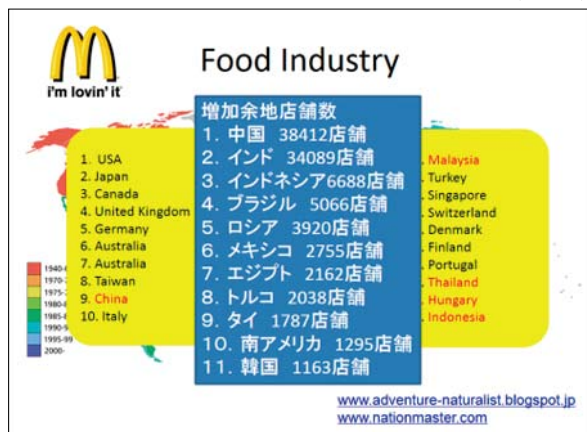 i'm lovin' it
Food Industry
増加余地店舗数
1. 中国 38412店舗
2. インド 34089店舗
3. インドネシア6688店舗
4. ブラジル 5066店舗
5. ロシア 3920店舗
6. メキシコ 2755店舗
7. エジプト 2162店舗
8. トルコ 2038店舗
9. タイ 1787店舗
10. 南アメリカ 1295店舗
11. 韓国 1163店舗
1. USA
2. Japan
3. Canada
4. United Kingdom
5. Germany
6. Australia
7. Australia
8. Taiwan
9. China
10. Italy
. Malaysia
. Turkey
. Singapore
. Switzerland
. Denmark
. Finland
. Portugal
. Thailand
. Hungary
. Indonesia
1940-6
1970-
1975-
1980-8
1985-8
1990-9
1995-99
2000-
www.adventure-naturalist.blogspot.jp
www.nationmaster.com